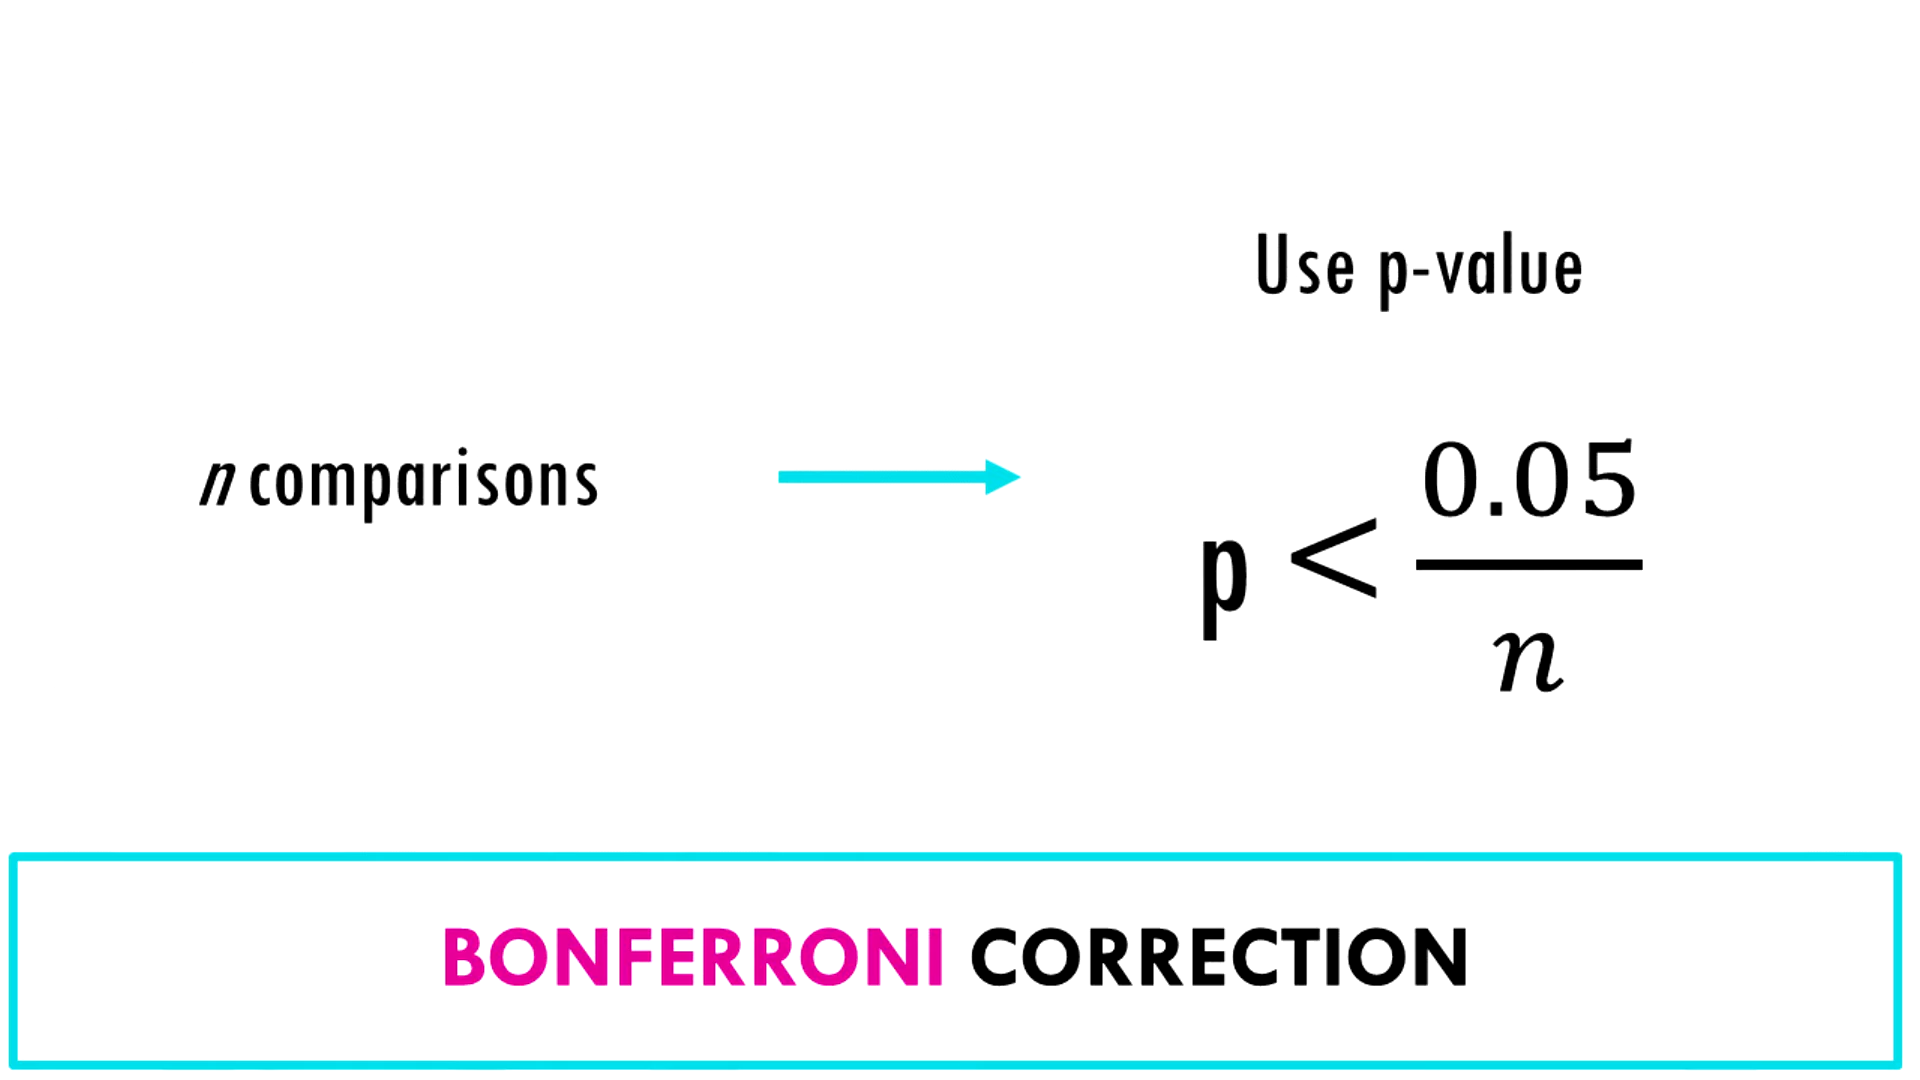 Use p-value
n comparisons
p < 0.05
n
BONFERRONI CORRECTION